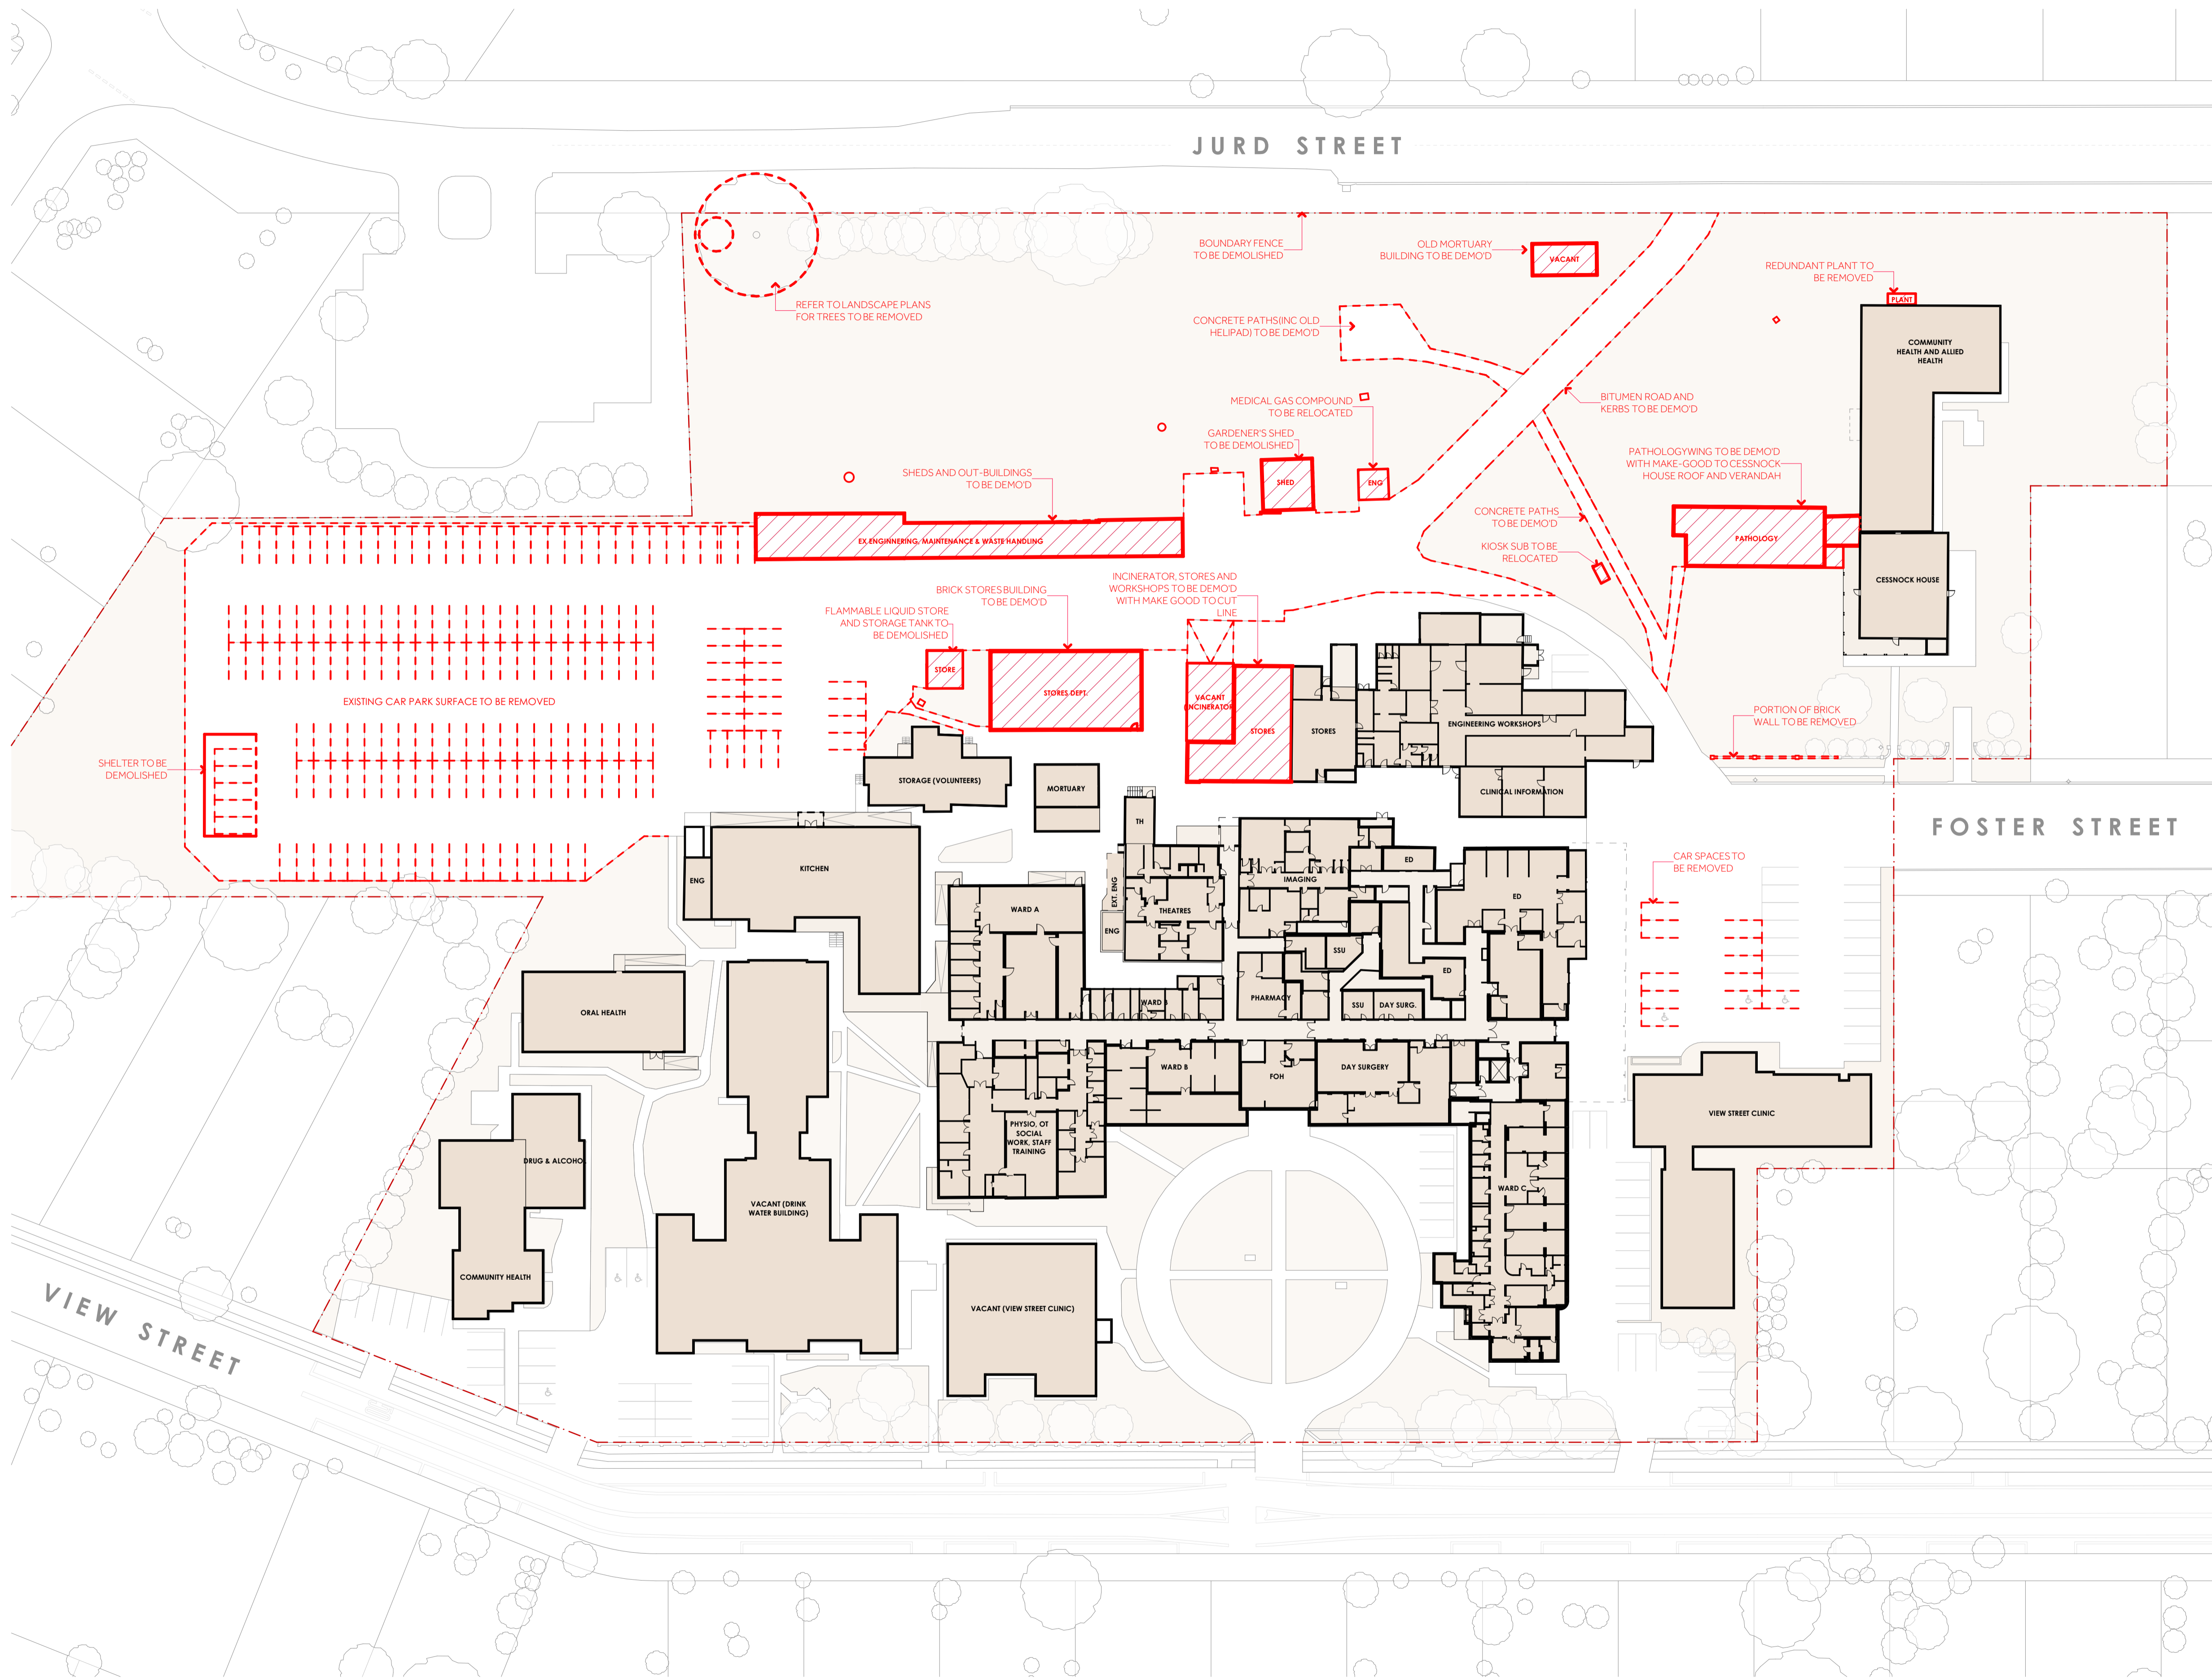 JURD STREET
BOUNDARY FENCE
TO BE DEMOLISHED
OLD MORTUARY
BUILDING TO BE DEMO'D
VACANT
REDUNDANT PLANT TO
BE REMOVED
PLANT
REFER TO LANDSCAPE PLANS
FOR TREES TO BE REMOVED
CONCRETE PATHS(INC OLD
HELIPAD) TO BE DEMO'D
COMMUNITY
HEALTH AND ALLIED
HEALTH
MEDICAL GAS COMPOUND
TO BE RELOCATED
BITUMEN ROAD AND
KERBS TO BE DEMO'D
GARDENER'S SHED
TO BE DEMOLISHED
SHEDS AND OUT-BUILDINGS
TO BE DEMO'D
SHED
ENG
PATHOLOGYWING TO BE DEMO'D
WITH MAKE-GOOD TO CESSNOCK
HOUSE ROOF AND VERANDAH
CONCRETE PATHS
TO BE DEMO'D
EX ENGINNERING, MAINTENANCE & WASTE HANDLING
PATHOLOGY
KIOSK SUB TO BE
RELOCATED
CESSNOCK HOUSE
INCINERATOR, STORES AND
WORKSHOPS TO BE DEMO'D
WITH MAKE GOOD TO CUT
LINE
BRICK STORES BUILDING
TO BE DEMO'D
FLAMMABLE LIQUID STORE
AND STORAGE TANK TO
BE DEMOLISHED
STORE
STORES DEPT.
VACANT
(INCINERATOR
STORES
STORES
ENGINEERING WORKSHOPS
EXISTING CAR PARK SURFACE TO BE REMOVED
PORTION OF BRICK
WALL TO BE REMOVED
SHELTER TO BE
DEMOLISHED
STORAGE (VOLUNTEERS)
MORTUARY
CLINICAL INFORMATION
FOSTER STREET
TH
KITCHEN
ENG
ED
IMAGING
CAR SPACES TO
BE REMOVED
EXT. ENG
WARD A
THEATRES
ED
ENG
SSU
ED
WARD B
PHARMACY
SSU
DAY SURG.
ORAL HEALTH
WARD B
FOH
DAY SURGERY
VIEW STREET CLINIC
PHYSIO, OT
SOCIAL
WORK, STAFF
TRAINING
DRUG & ALCOHOL
WARD C
VACANT (DRINK
WATER BUILDING)
COMMUNITY HEALTH
VACANT (VIEW STREET CLINIC)
VIEW STREET